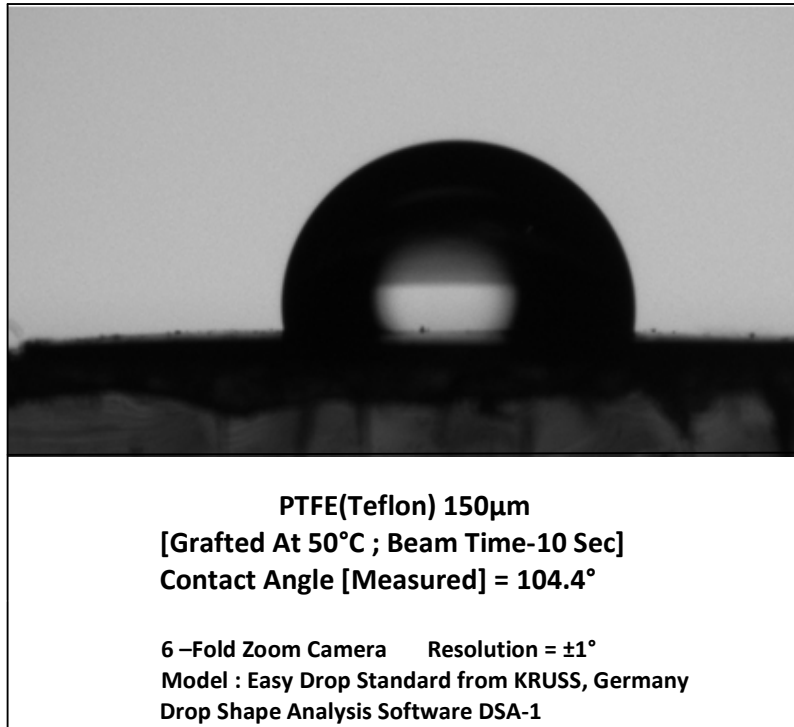 PTFE(Teflon) 150µm
[Grafted At 50°C ; Beam Time-10 Sec]
Contact Angle [Measured] = 104.4°
6 –Fold Zoom Camera Resolution = ±1°
Model : Easy Drop Standard from KRUSS, Germany
Drop Shape Analysis Software DSA-1